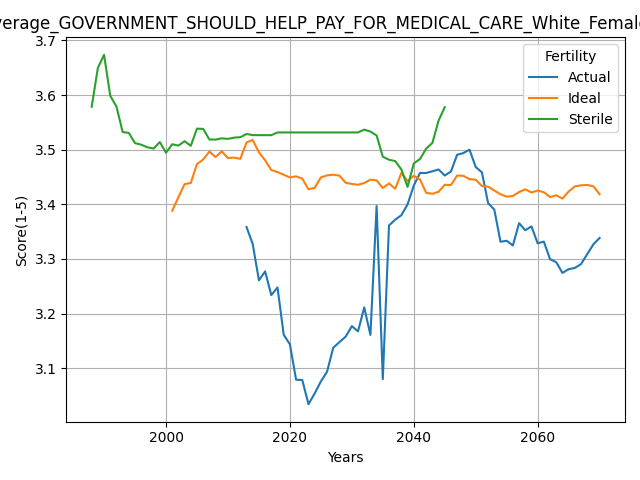 verage_GOVERNMENT_SHOULD_HELP_PAY_FOR_MEDICAL_CARE_White_Female
3.7
3.6
3.5
3.4
3.3
3.2
3.1
Score(1-5)
Fertility
Actual
Ideal
Sterile
2000
2020
2040
2060
Years